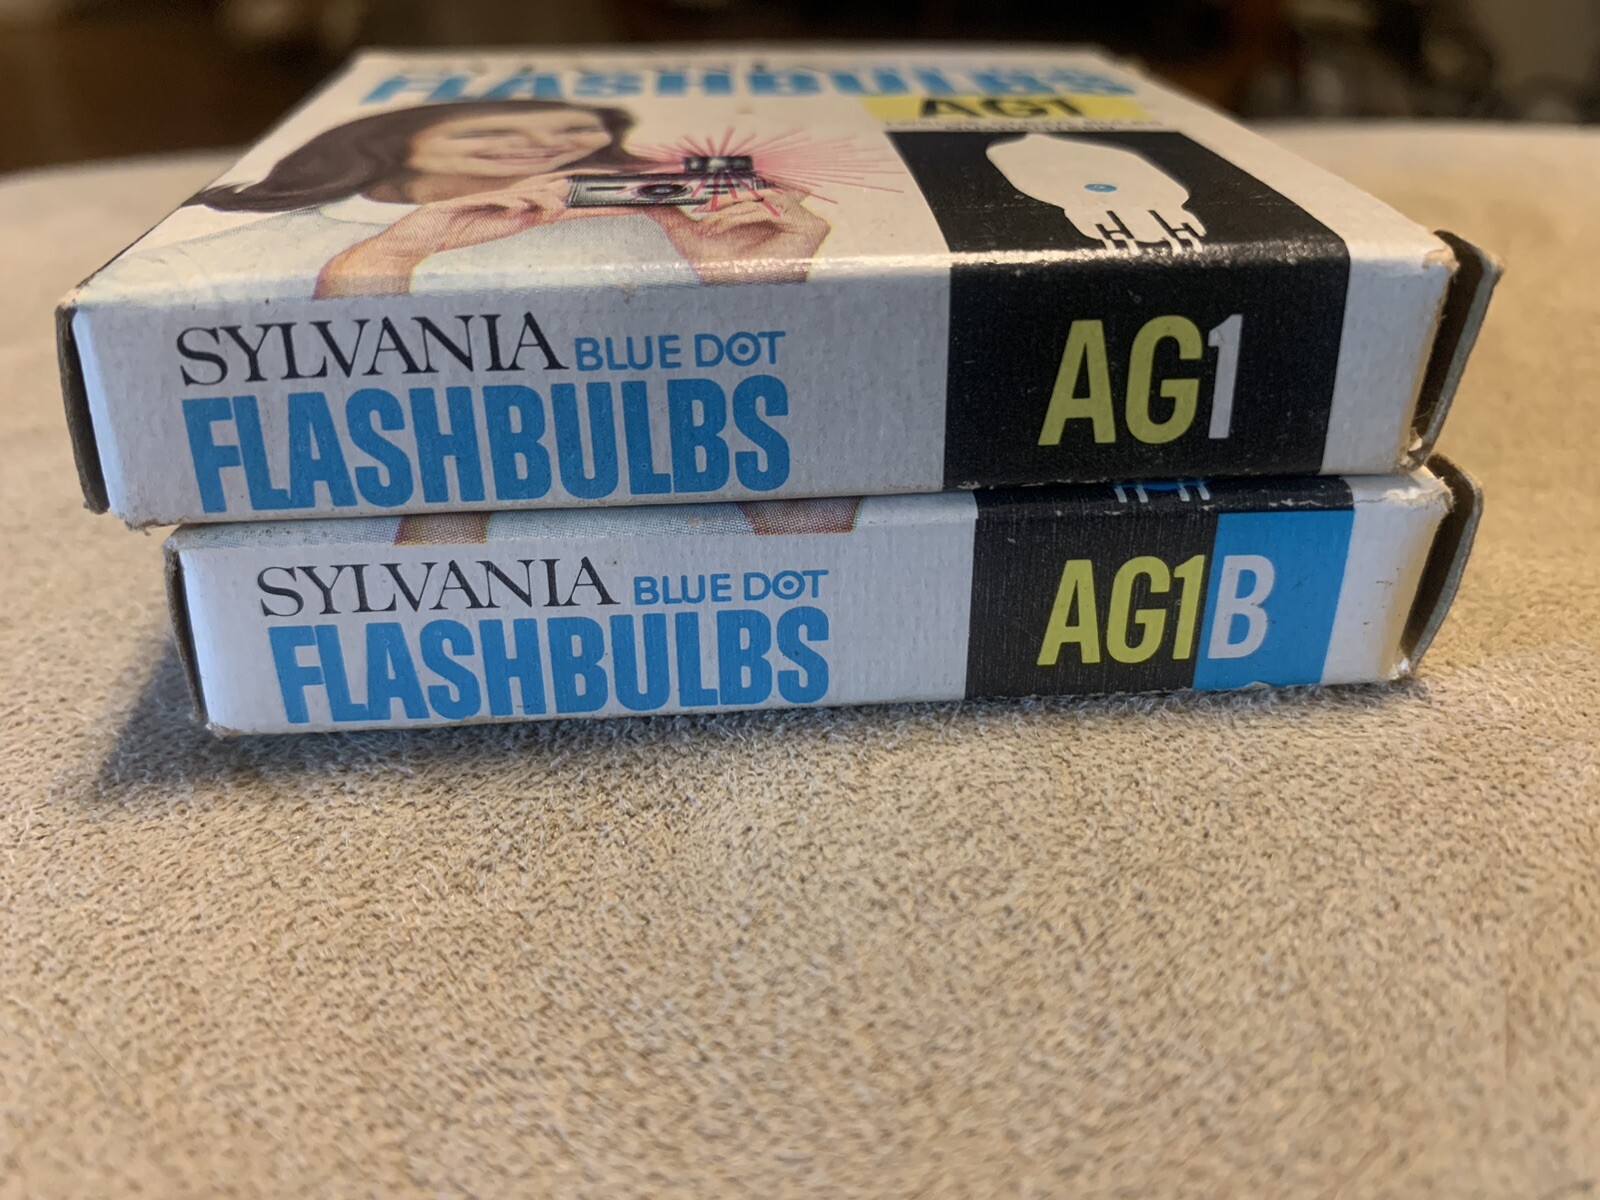 FLASHBULBS
AG1
SYLVANIA BLUE DOT
FLASHBULBS
AG1
SYLVANIA BLUE DOT
FLASHBULBS
AG1B